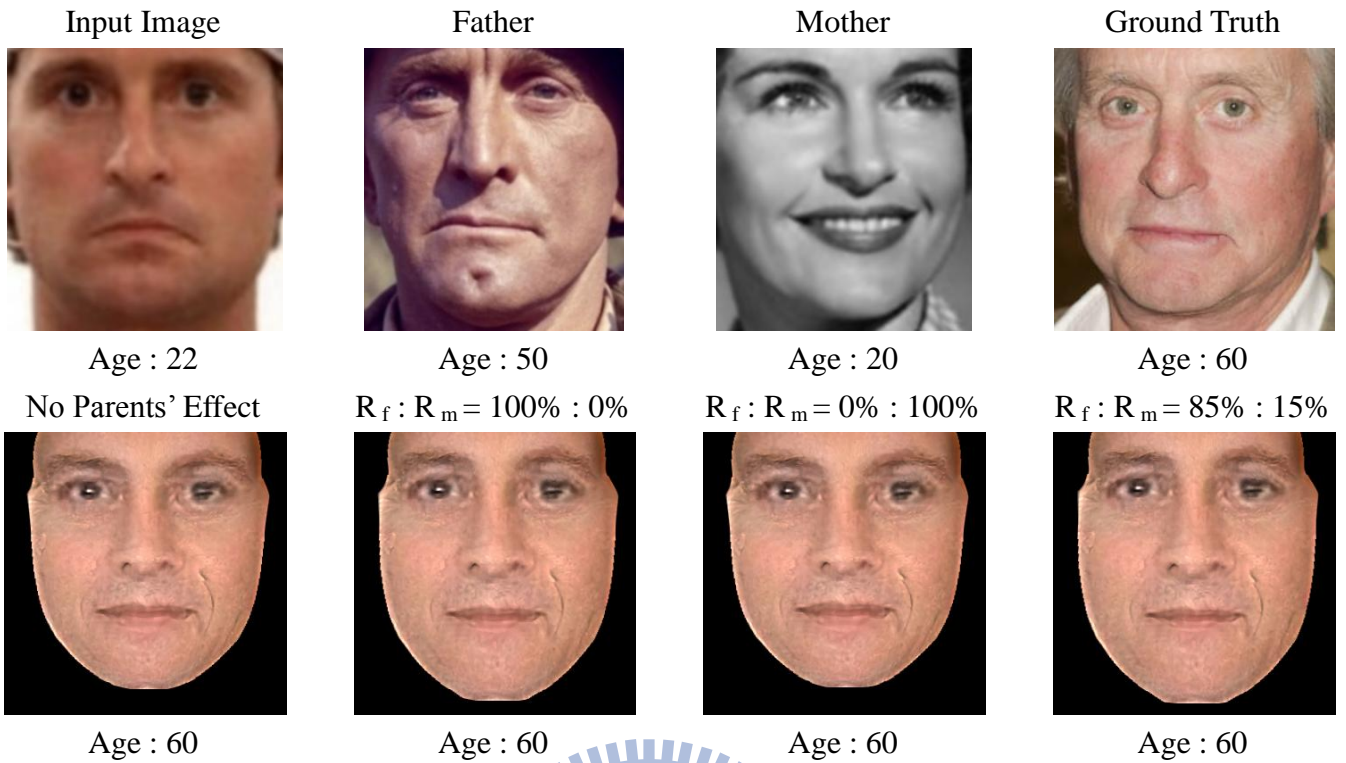 Input Image Father Mother Ground Truth
Age : 22 Age : 50 Age : 20 Age : 60
No Parents’ Effect R f : R m = 100% : 0% R f : R m = 0% : 100% R f : R m = 85% : 15%
Age : 60 Age : 60 Age : 60 Age : 60